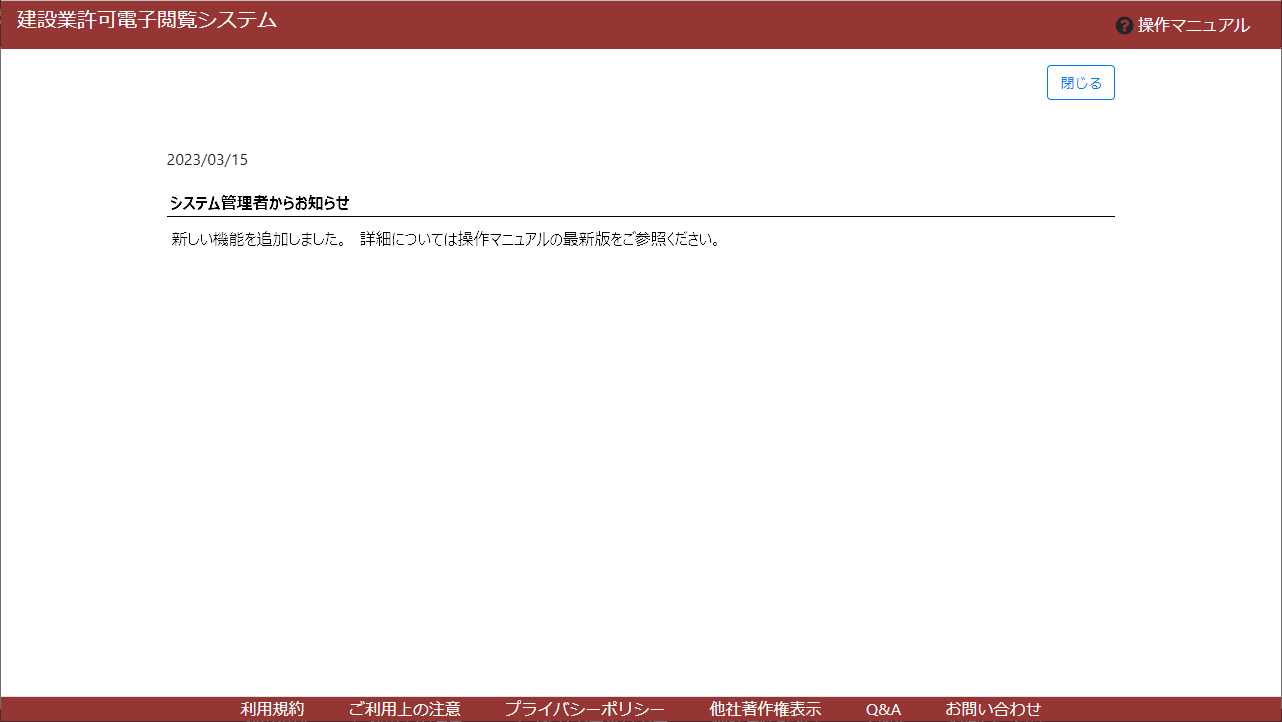 建設業許可電子閲覧システム
操作マニュアル
閉じる
2023/03/15
システム管理者からお知らせ
新しい機能を追加しました。 詳細については操作マニュアルの最新版をご参照ください。
利用規約 ご利用上の注意 プライバシーポリシー 他社著作権表示 Q&A お問い合わせ